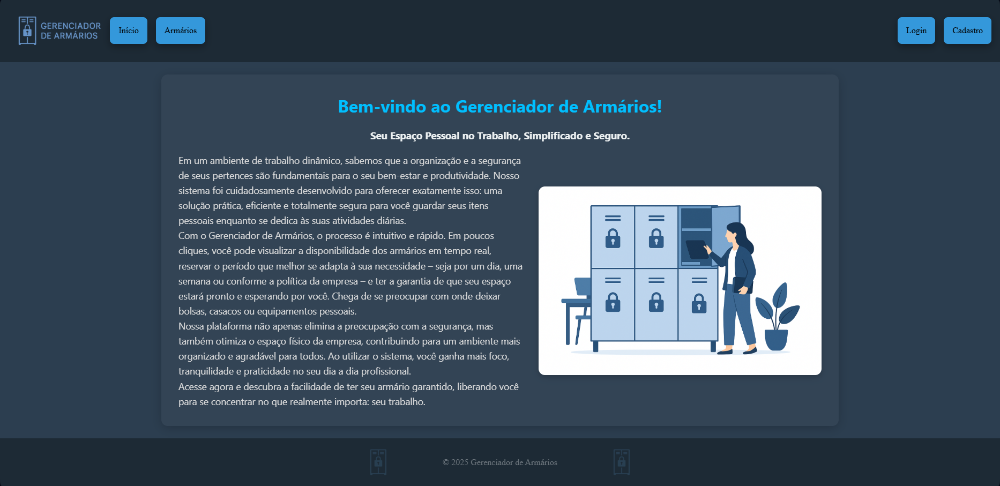 GERENCIADOR
DE ARMÁRIOS
Início
Armários
Login
Cadastro
Bem-vindo ao Gerenciador de Armários!
Seu Espaço Pessoal no Trabalho, Simplificado e Seguro.
Em um ambiente de trabalho dinâmico, sabemos que a organização e a segurança
de seus pertences são fundamentais para o seu bem-estar e produtividade. Nosso
sistema foi cuidadosamente desenvolvido para oferecer exatamente isso: uma
solução prática, eficiente e totalmente segura para você guardar seus itens
pessoais enquanto se dedica às suas atividades diárias.
Com o Gerenciador de Armários, o processo é intuitivo e rápido. Em poucos
cliques, você pode visualizar a disponibilidade dos armários em tempo real,
reservar o período que melhor se adapta à sua necessidade – seja por um dia, uma
semana ou conforme a política da empresa – e ter a garantia de que seu espaço
estará pronto e esperando por você. Chega de se preocupar com onde deixar
bolsas, casacos ou equipamentos pessoais.
Nossa plataforma não apenas elimina a preocupação com a segurança, mas
também otimiza o espaço físico da empresa, contribuindo para um ambiente mais
organizado e agradável para todos. Ao utilizar o sistema, você ganha mais foco,
tranquilidade e praticidade no seu dia a dia profissional.
Acesse agora e descubra a facilidade de ter seu armário garantido, liberando você
para se concentrar no que realmente importa: seu trabalho.
© 2025 Gerenciador de Armários